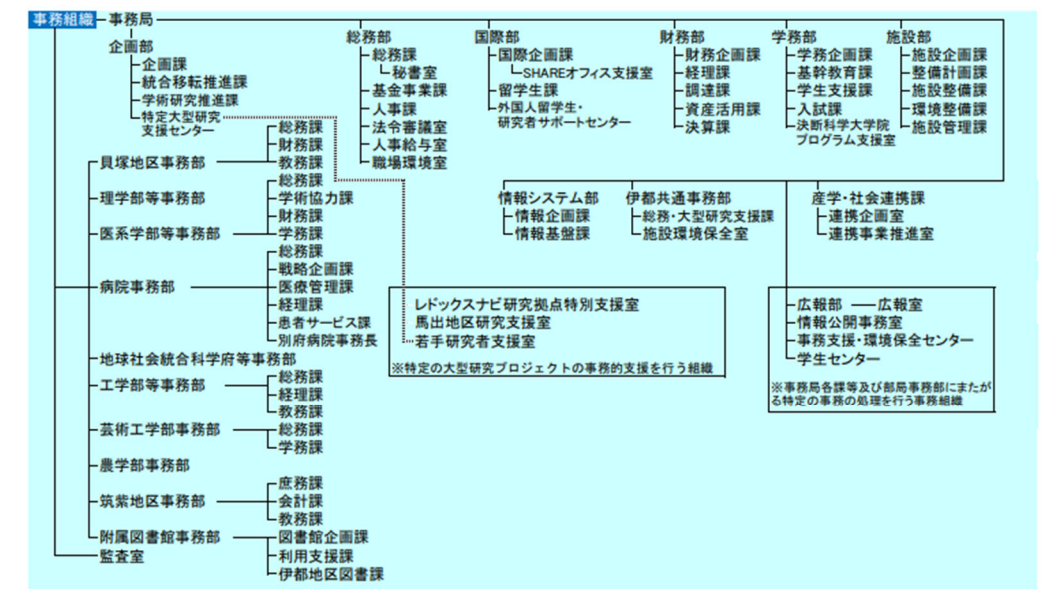 事務組織
事務局
企画部
企画課
統合移転推進課
学術研究推進課
特定大型研究
支援センター
総務部
総務課
秘書室
基金事業課
人事課
法令審議室
人事給与室
職場環境室
国際部
国際企画課
SHAREオフィス支援室
留学生課
外国人留学生・
研究者サポートセンター
財務部
財務企画課
経理課
調達課
資産活用課
決算課
学務部
学務企画課
基幹教育課
学生支援課
入試課
決断科学大学院
プログラム支援室
施設部
施設企画課
整備計画課
施設整備課
環境整備課
施設管理課
情報システム部
情報企画課
情報基盤課
伊都共通事務部
総務・大型研究支援課
施設環境保全室
産学・社会連携課
連携企画室
連携事業推進室
貝塚地区事務部
総務課
財務課
教務課
理学部等事務部
医系学部等事務部
総務課
学術協力課
財務課
学務課
病院事務部
総務課
戦略企画課
医療管理課
経理課
患者サービス課
別府病院事務長
地球社会統合科学府等事務部
工学部等事務部
総務課
経理課
教務課
芸術工学部事務部
総務課
学務課
農学部事務部
筑紫地区事務部
庶務課
会計課
教務課
附属図書館事務部
図書館企画課
利用支援課
伊都地区図書課
監査室
レドックスナビ研究拠点特別支援室
馬出地区研究支援室
若手研究者支援室
※特定の大型研究プロジェクトの事務的支援を行う組織
広報部
広報室
情報公開事務室
事務支援・環境保全センター
学生センター
※事務局各課等及び部局事務部にまたが
る特定の事務の処理を行う事務組織